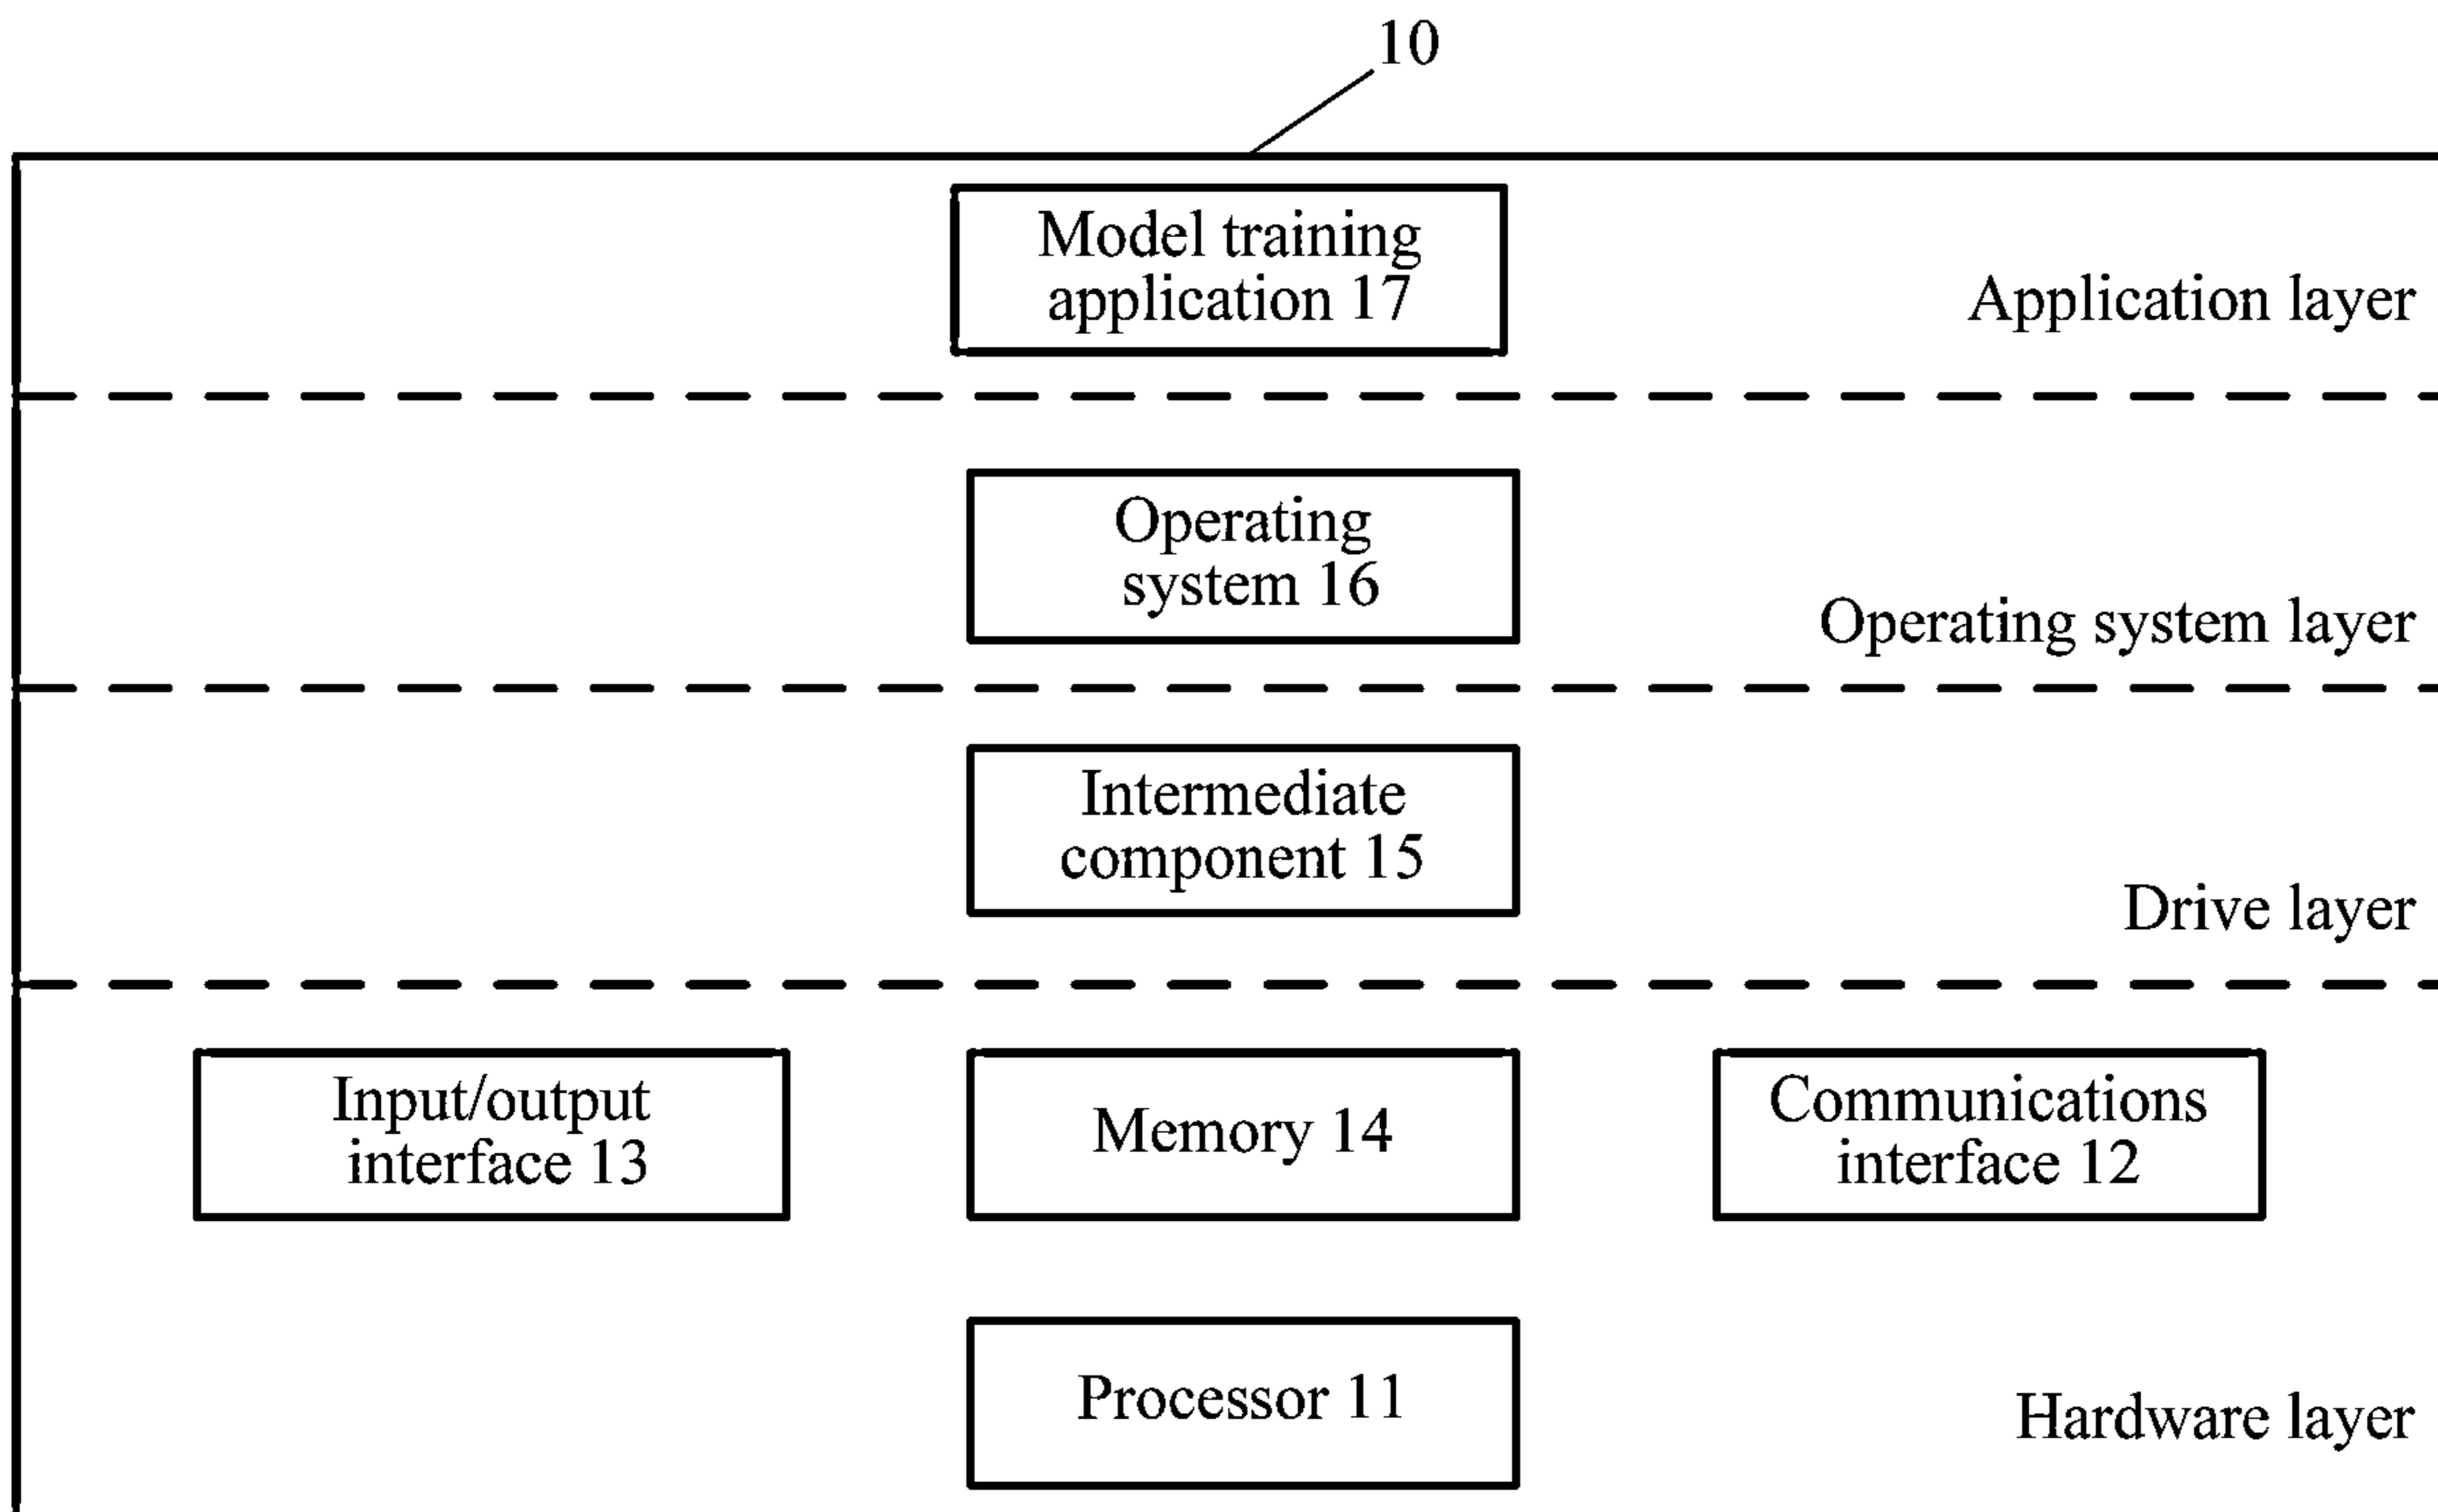 10
Model training
application 17
Application layer
Operating
system 16
Operating system layer
Intermediate
component 15
Drive layer
Input/output
interface 13
Memory 14
Communications
interface 12
Processor 11
Hardware layer